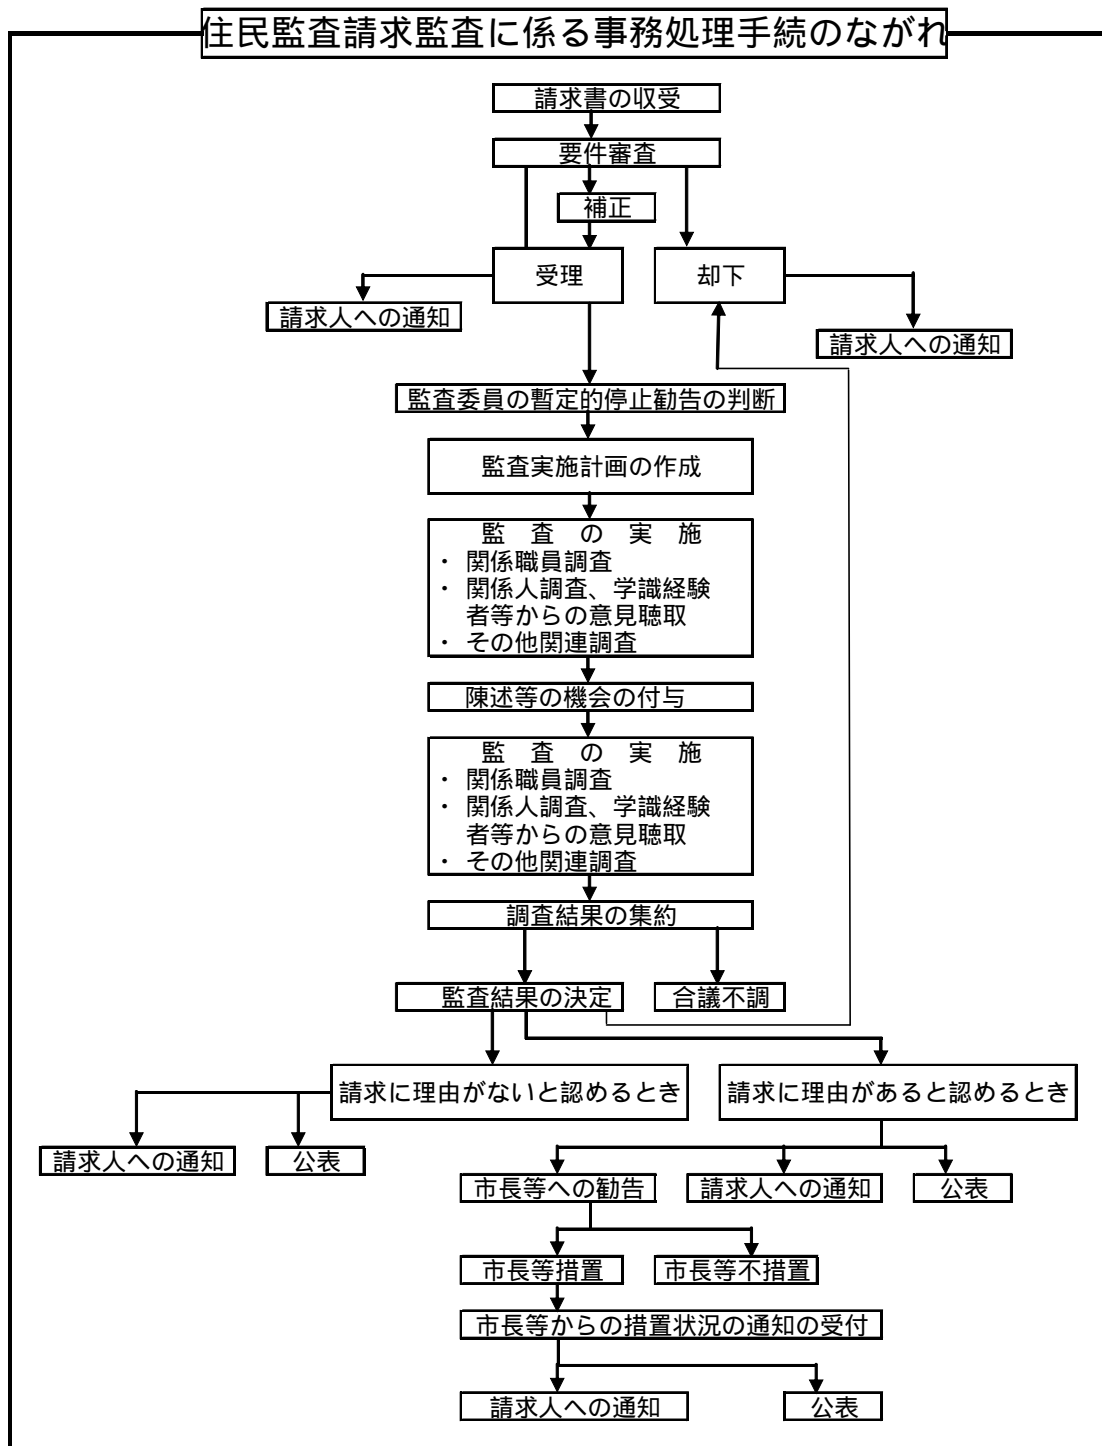 住民監査請求監査に係る事務処理手続のながれ
請求書の収受
要件審査
補正
受理
却下
請求人への通知
請求人への通知
監査委員の暫定的停止勧告の判断
監査実施計画の作成
監 査 の 実 施
・ 関係職員調査
・ 関係人調査、学識経験
者等からの意見聴取
・ その他関連調査
陳述等の機会の付与
監 査 の 実 施
・ 関係職員調査
・ 関係人調査、学識経験
者等からの意見聴取
・ その他関連調査
調査結果の集約
監査結果の決定
合議不調
請求に理由がないと認めるとき
請求に理由があると認めるとき
請求人への通知
公表
市長等への勧告
請求人への通知
公表
市長等措置
市長等不措置
市長等からの措置状況の通知の受付
請求人への通知
公表